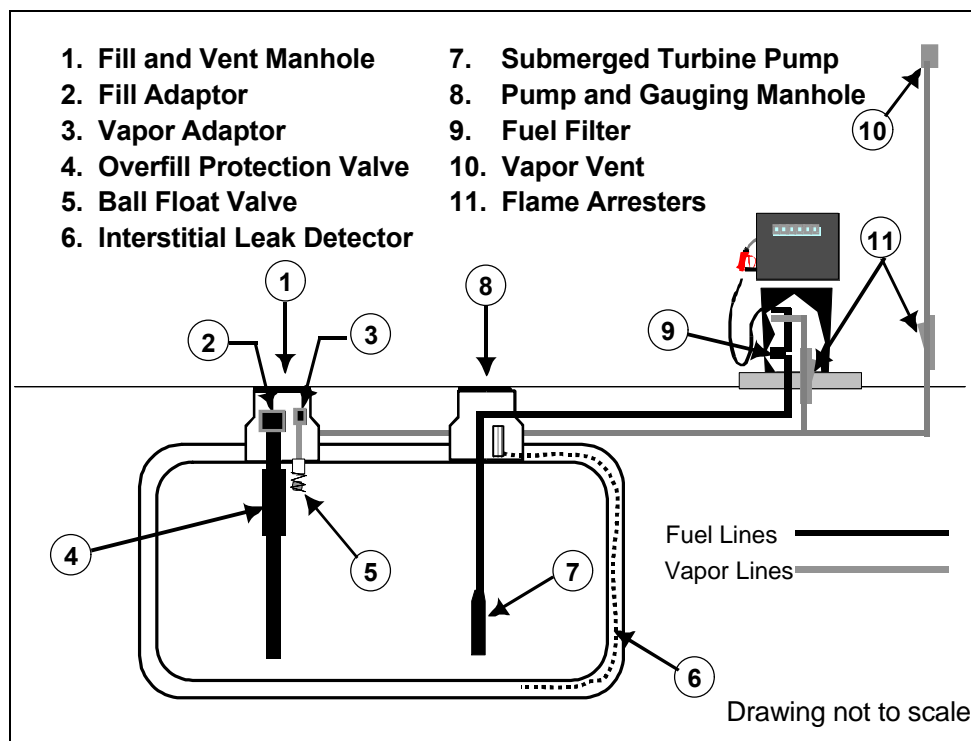 1. Fill and Vent Manhole
2. Fill Adaptor
3. Vapor Adaptor
4. Overfill Protection Valve
5. Ball Float Valve
6. Interstitial Leak Detector
7. Submerged Turbine Pump
8. Pump and Gauging Manhole
9. Fuel Filter
10. Vapor Vent
11. Flame Arresters
10
11
1
8
2
3
9
4
5
7
6
Fuel Lines
Vapor Lines
Drawing not to scale